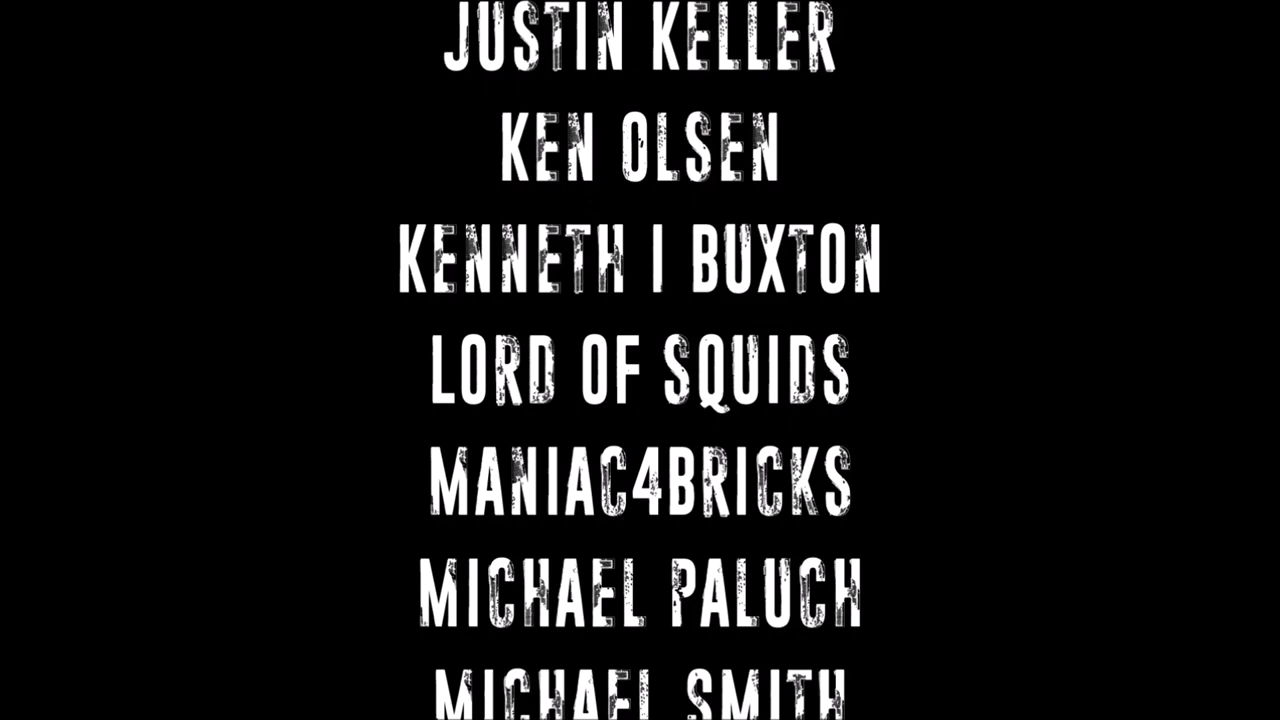 JUSTIN KELLER
KEN OLSEN
KENNETH I BUXTON
LORD OF SQUIDS
MANIAC4BRICKS
MICHAEL PALUCH
MICHAEL SMITH